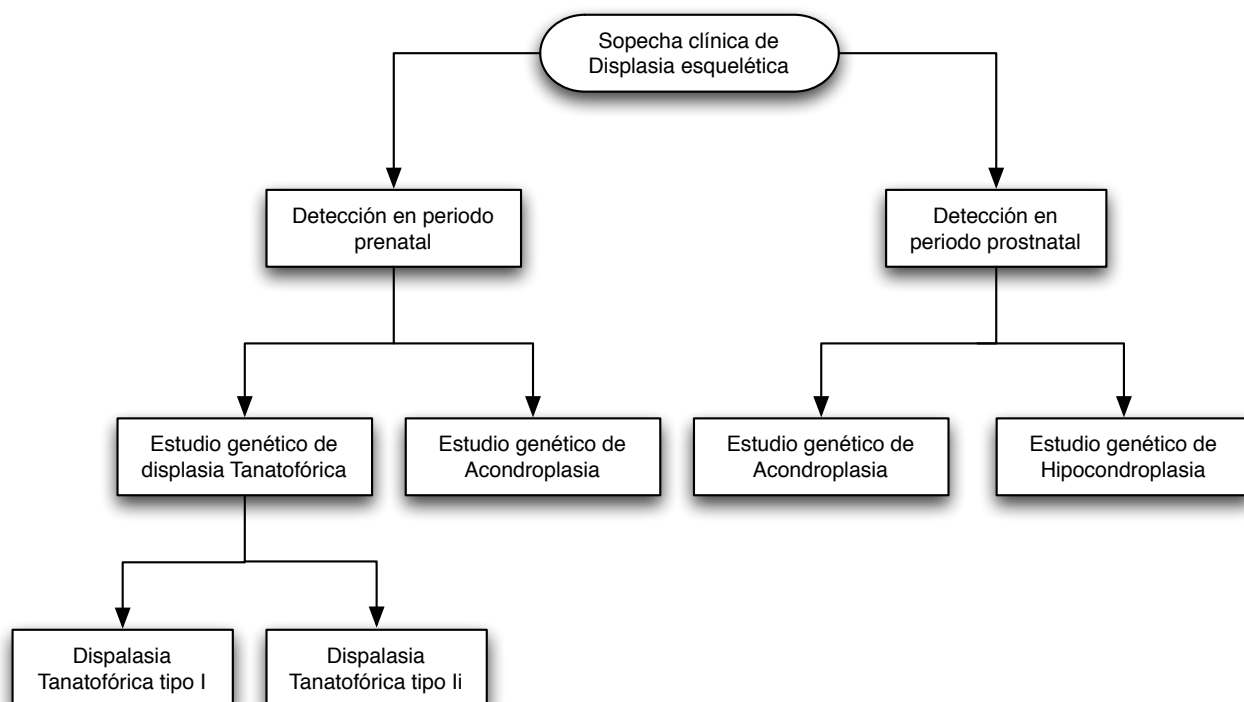 Sopecha clínica de
Displasia esquelética
Detección en periodo
prenatal
Detección en
periodo prostnatal
Estudio genético de
displasia Tanatofórica
Estudio genético de
Acondroplasia
Estudio genético de
Acondroplasia
Estudio genético de
Hipocondroplasia
Dispalasia
Tanatofórica tipo I
Dispalasia
Tanatofórica tipo Ii